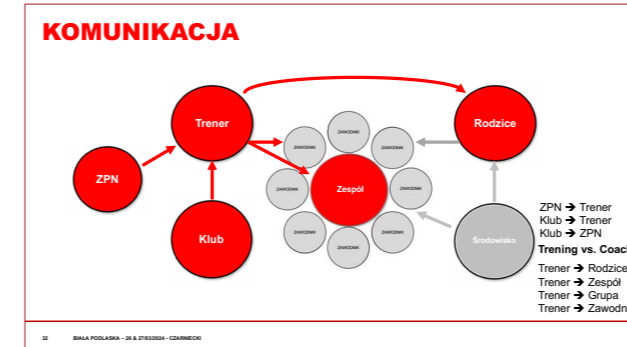 KOMUNIKACJA
Trener
Rodzice
ZPN
Klub
Zespół
ZAWODNIK
ZAWODNIK
ZAWODNIK
ZAWODNIK
ZAWODNIK
ZAWODNIK
ZAWODNIK
ZAWODNIK
Środowisko
ZPN ➔ Trener
Klub ➔ Trener
Klub ➔ ZPN
Trening vs. Coachi
Trener ➔ Rodzice
Trener ➔ Zespół
Trener ➔ Grupa
Trener ➔ Zawodn
32 BIAŁA PODLASKA – 26 & 27/03/2024 - CZARNIECKI